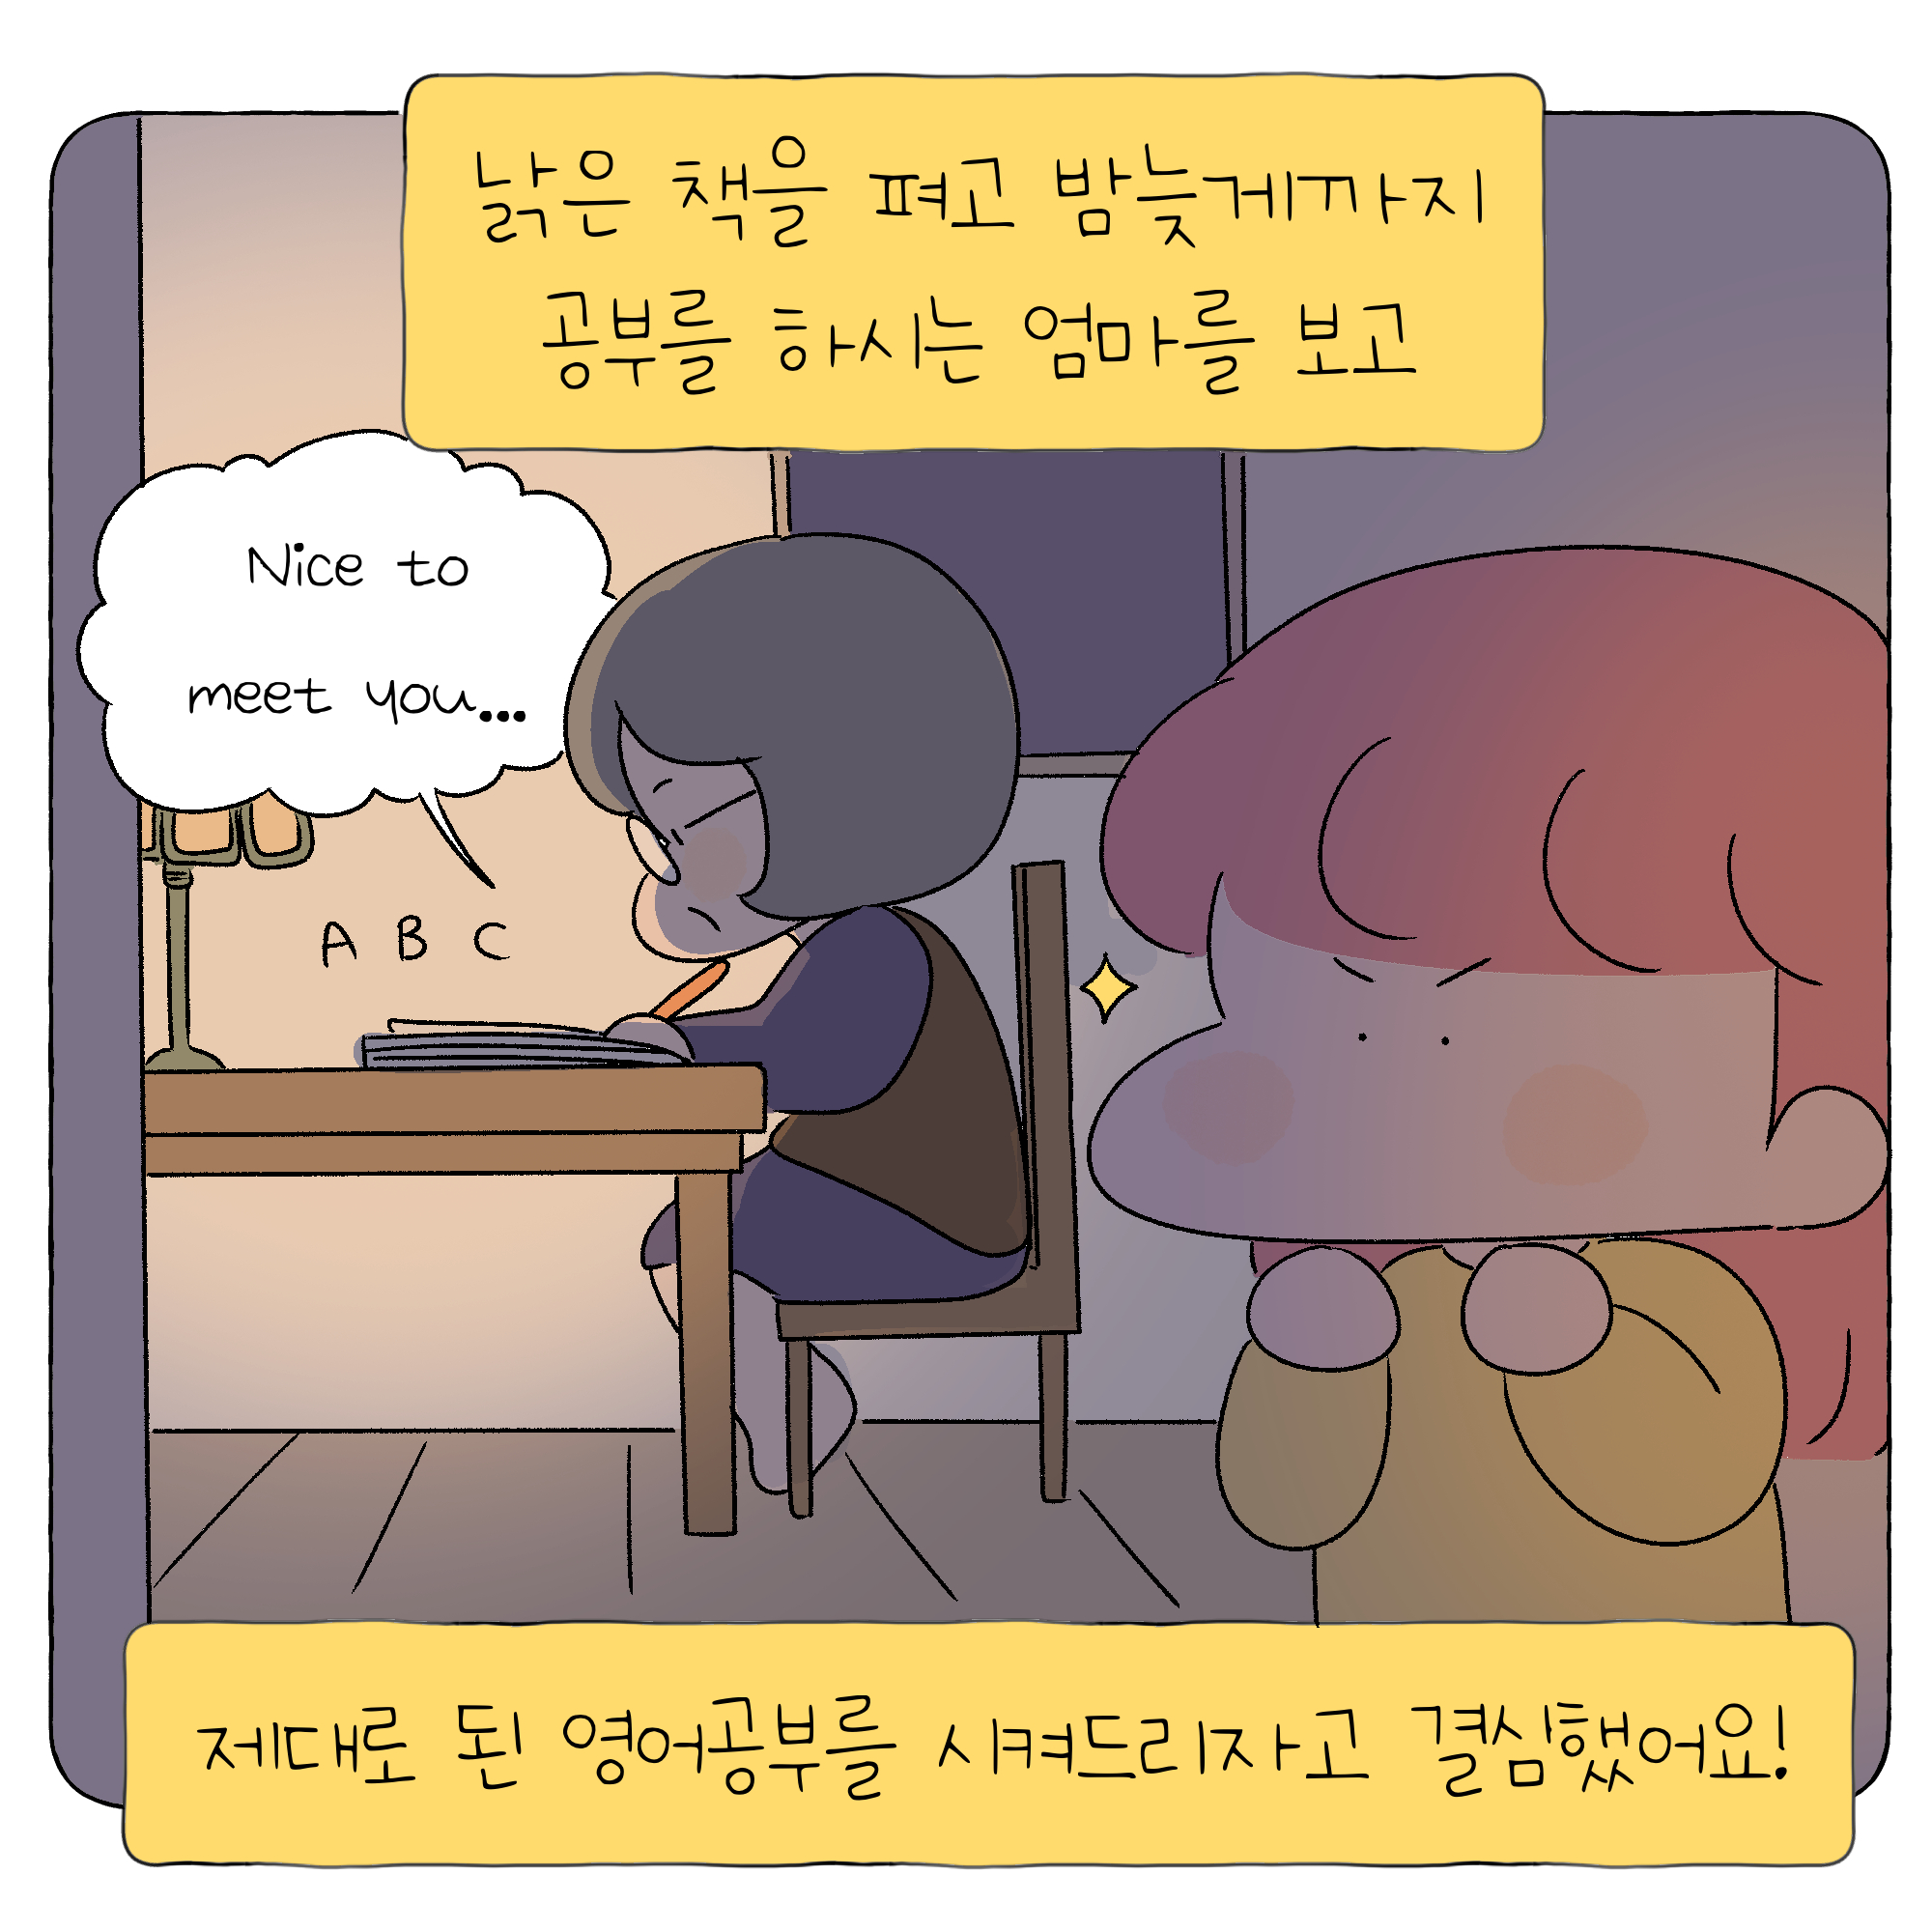 낡은 책을 펴고 밤늦게까지
공부를 하시는 엄마를 보고
Nice to
meet you...
A B C
제대로 된 영어공부를 시켜드리자고 결심했어요!